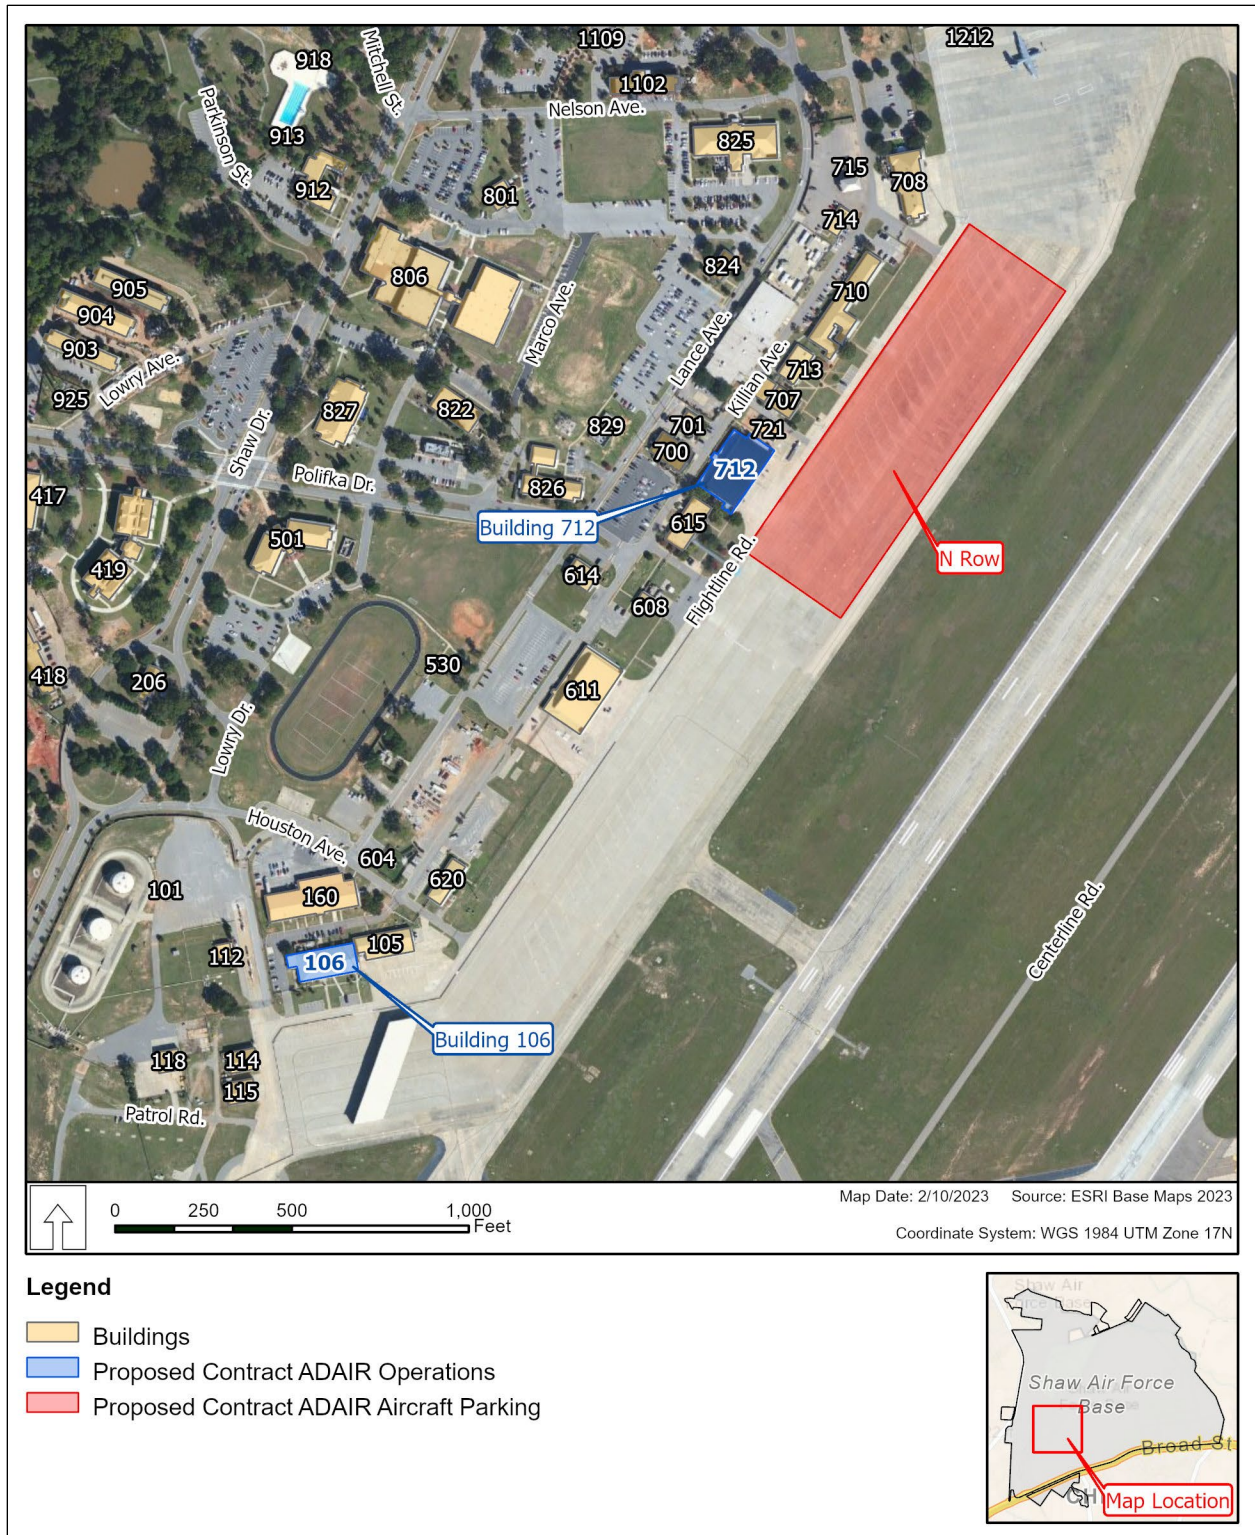 1109
1212
918
Mitchell St.
1102
Nelson Ave.
Parkinson St.
913
825
715
912
801
708
714
824
806
905
710
904
Marco Ave.
903
Lance Ave.
Lowry Ave.
713
Killian Ave.
925
707
827
822
829
701
721
Shaw Dr.
700
712
Polifka Dr.
826
417
Building 712
615
501
N Row
419
614
Flightline Rd.
608
530
418
206
611
Lowry Dr.
Houston Ave.
604
620
101
160
Centerline Rd.
105
112
106
Building 106
118
114
115
Patrol Rd.
0 250 500 1,000
Feet
Map Date: 2/10/2023 Source: ESRI Base Maps 2023
Coordinate System: WGS 1984 UTM Zone 17N
Legend
Buildings
Proposed Contract ADAIR Operations
Proposed Contract ADAIR Aircraft Parking
Shaw Air
Force Base
Shaw Air Force
Base
Broad St
Map Location